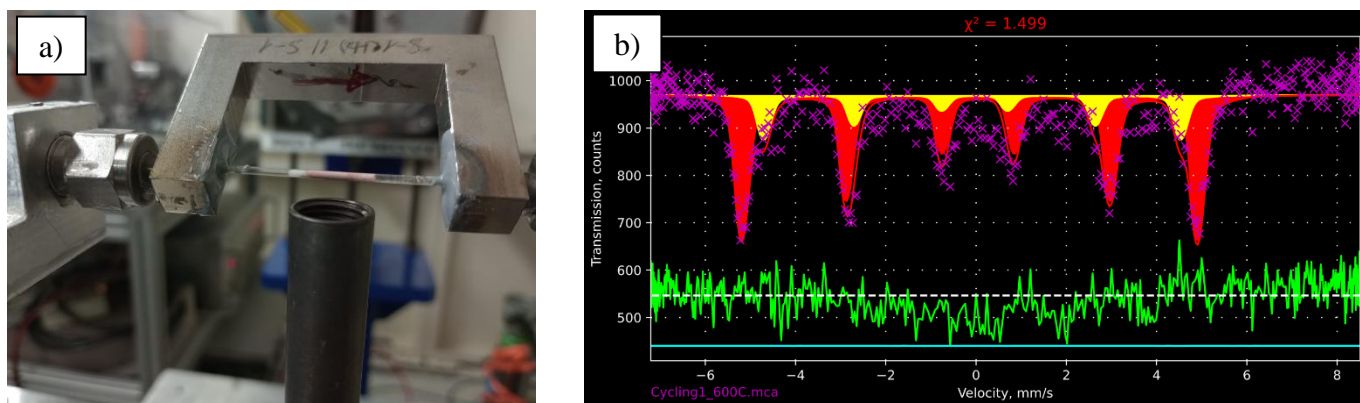 a)
b)
χ² = 1.499
1000
900
800
700
600
500
Transmission, counts
−6 −4 −2 0 2 4 6 8
Cycling1_600C.mca
Velocity, mm/s